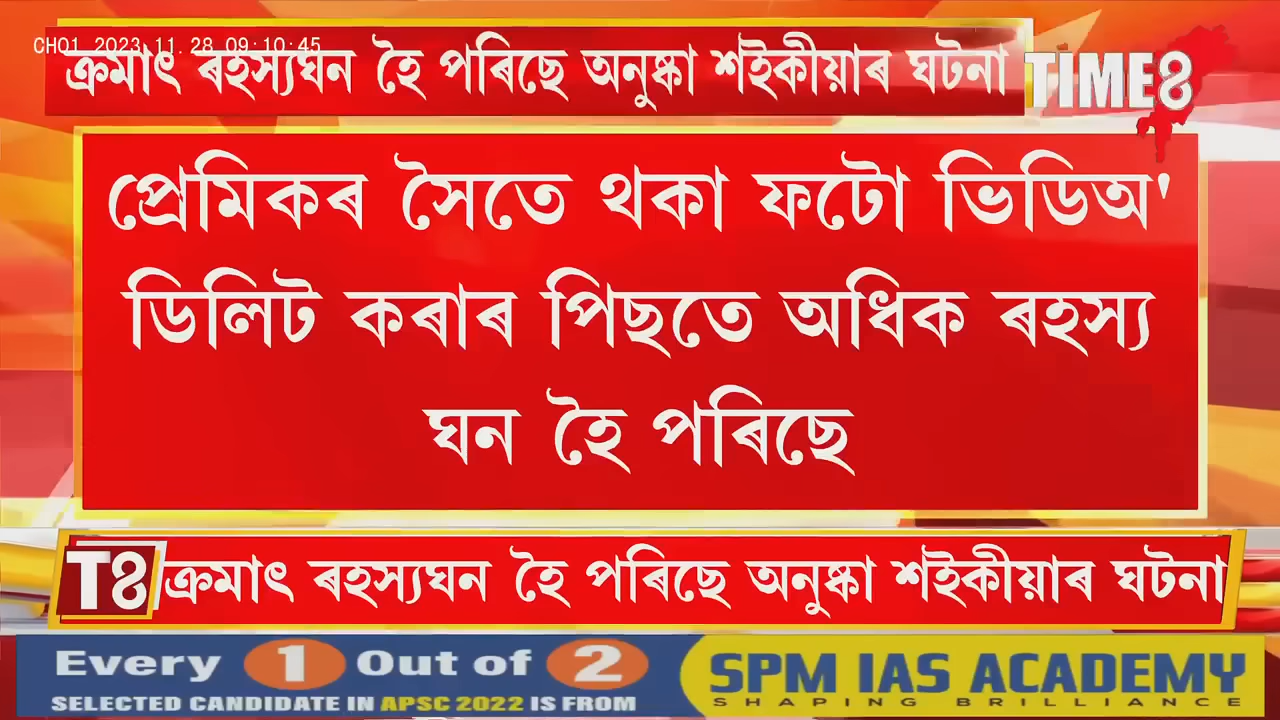 CH01 2023.11.28 09:10:45
ক্ৰমাৎ ৰহস্যঘন হৈ পৰিছে অনুষ্কা শইকীয়াৰ ঘটনা
TIME8
প্ৰেমিকৰ সৈতে থকা ফটো ভিডিঅ'
ডিলিট কৰাৰ পিছতে অধিক ৰহস্য
ঘন হৈ পৰিছে
T8 ক্ৰমাৎ ৰহস্যঘন হৈ পৰিছে অনুষ্কা শইকীয়াৰ ঘটনা
Every 1 Out of 2
SELECTED CANDIDATE IN APSC 2022 IS FROM
SPM IAS ACADEMY
SHAPING BRILLIANCE